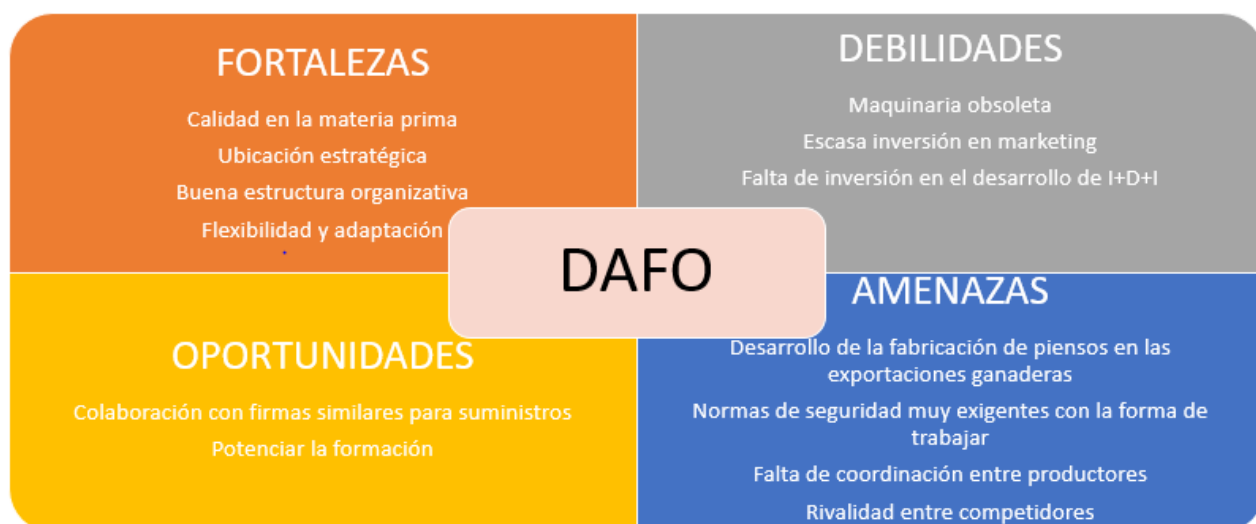 FORTALEZAS
Calidad en la materia prima
Ubicación estratégica
Buena estructura organizativa
Flexibilidad y adaptación
DEBILIDADES
Maquinaria obsoleta
Escasa inversión en marketing
Falta de inversión en el desarrollo de I+D+I
DAFO
OPORTUNIDADES
Colaboración con firmas similares para suministros
Potenciar la formación
AMENAZAS
Desarrollo de la fabricación de piensos en las
exportaciones ganaderas
Normas de seguridad muy exigentes con la forma de
trabajar
Falta de coordinación entre productores
Rivalidad entre competidores